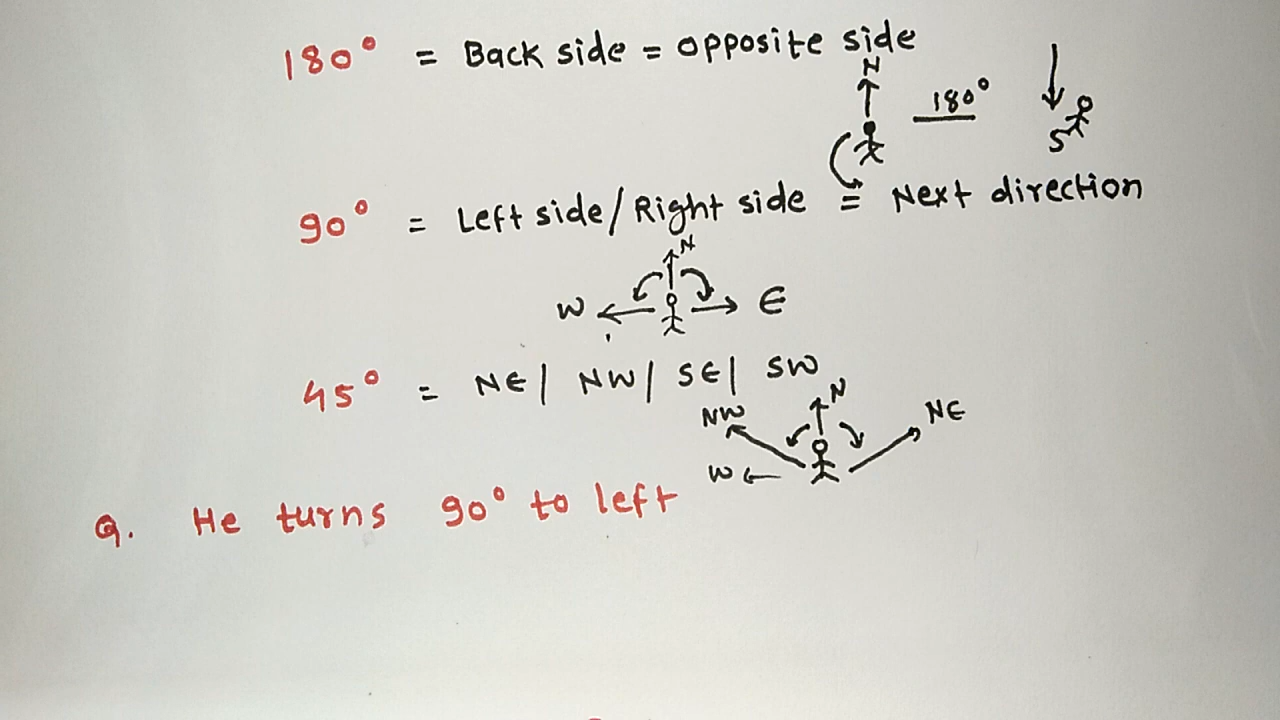 180° = Back side = opposite side
N
180°
S
90° = Left side/Right side = Next direction
N
W E
45° = NE| NW| SE| SW
N
NW NE
W
Q. He turns 90° to left